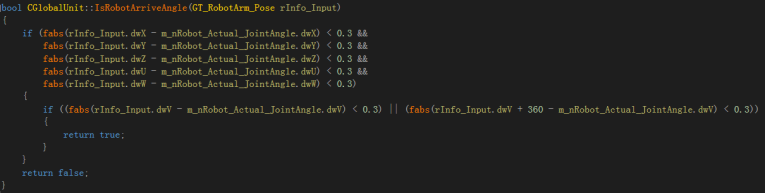 bool CGlobalUnit::IsRobotArriveAngle(GT_RobotArm_Pose rInfo_Input)
{
if (fabs(rInfo_Input.dwX - m_nRobot_Actual_JointAngle.dwX) < 0.3 &&
fabs(rInfo_Input.dwY - m_nRobot_Actual_JointAngle.dwY) < 0.3 &&
fabs(rInfo_Input.dwZ - m_nRobot_Actual_JointAngle.dwZ) < 0.3 &&
fabs(rInfo_Input.dwU - m_nRobot_Actual_JointAngle.dwU) < 0.3 &&
fabs(rInfo_Input.dwW - m_nRobot_Actual_JointAngle.dwW) < 0.3)
{
if ((fabs(rInfo_Input.dwV - m_nRobot_Actual_JointAngle.dwV) < 0.3) || (fabs(rInfo_Input.dwV + 360 - m_nRobot_Actual_JointAngle.dwV) < 0.3))
{
return true;
}
}
return false;
}